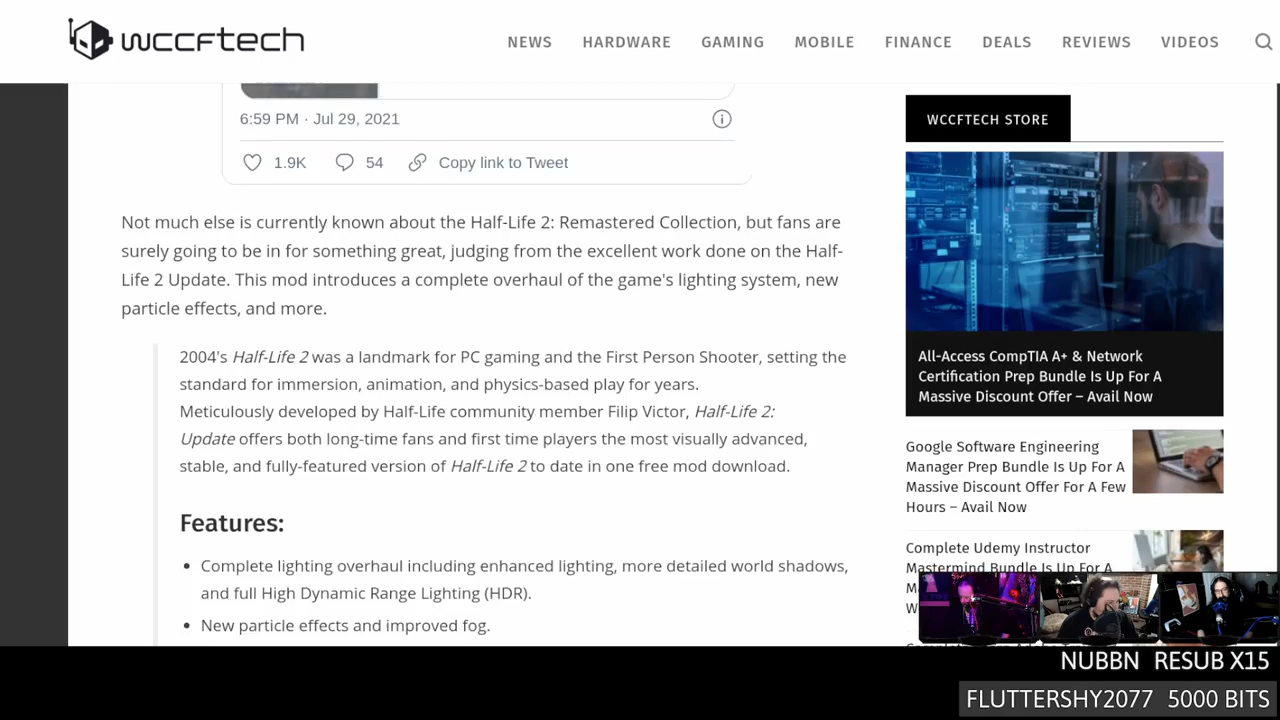 wccftech
NEWS HARDWARE GAMING MOBILE FINANCE DEALS REVIEWS VIDEOS
6:59 PM · Jul 29, 2021
1.9K 54 Copy link to Tweet
Not much else is currently known about the Half-Life 2: Remastered Collection, but fans are
surely going to be in for something great, judging from the excellent work done on the Half-
Life 2 Update. This mod introduces a complete overhaul of the game's lighting system, new
particle effects, and more.
2004's Half-Life 2 was a landmark for PC gaming and the First Person Shooter, setting the
standard for immersion, animation, and physics-based play for years.
Meticulously developed by Half-Life community member Filip Victor, Half-Life 2:
Update offers both long-time fans and first time players the most visually advanced,
stable, and fully-featured version of Half-Life 2 to date in one free mod download.
Features:
• Complete lighting overhaul including enhanced lighting, more detailed world shadows,
and full High Dynamic Range Lighting (HDR).
• New particle effects and improved fog.
WCCFTECH STORE
All-Access CompTIA A+ & Network
Certification Prep Bundle Is Up For A
Massive Discount Offer – Avail Now
Google Software Engineering
Manager Prep Bundle Is Up For A
Massive Discount Offer For A Few
Hours – Avail Now
Complete Udemy Instructor
Mastermind Bundle Is Up For A
NUBBN RESUB X15
FLUTTERSHY2077 5000 BITS